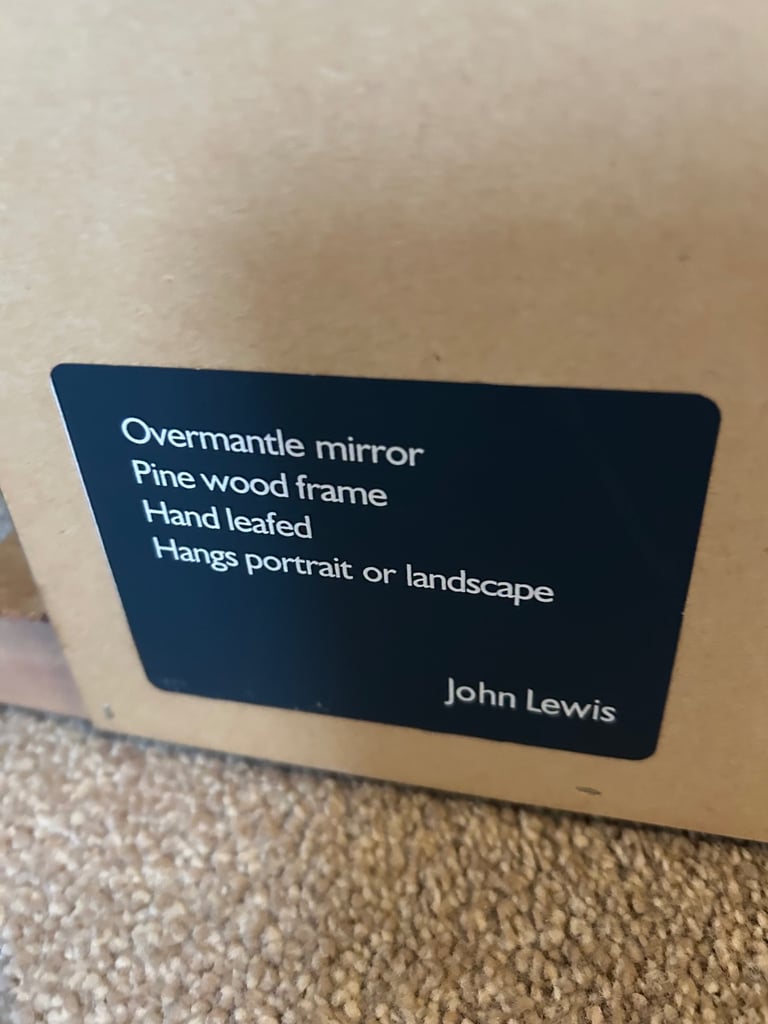 Overmantle mirror
Pine wood frame
Hand leafed
Hangs portrait or landscape
John Lewis